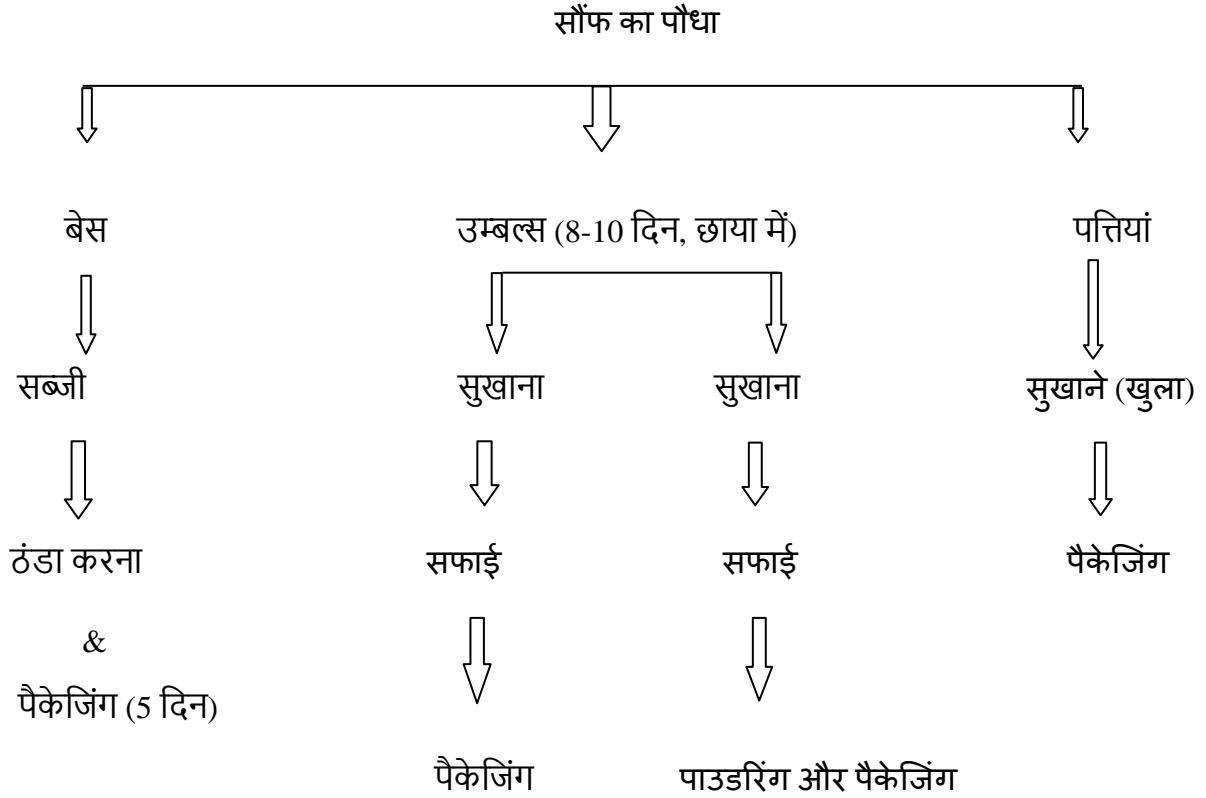 सौंफ का पौधा
बेस उम्बल्स (8-10 दिन, छाया में) पत्तियां
सब्जी सुखाना सुखाना सुखाने (खुला)
ठंडा करना सफाई सफाई पैकेजिंग
&
पैकेजिंग (5 दिन)
पैकेजिंग पाउडरिंग और पैकेजिंग